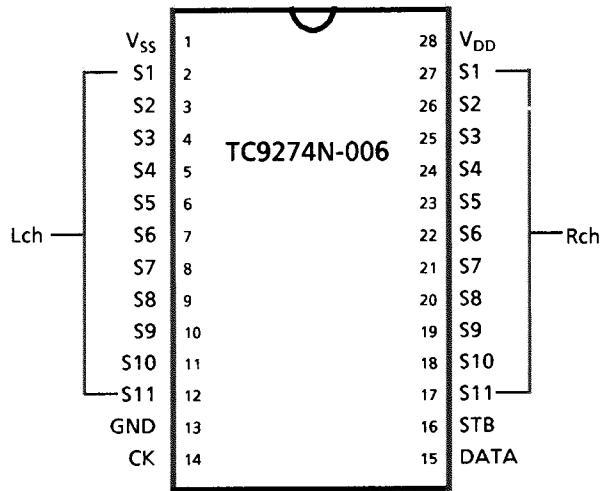 V_SS 1 28 V_DD
S1 2 27 S1
S2 3 26 S2
S3 4 25 S3
TC9274N-006
S4 5 24 S4
S5 6 23 S5
Lch S6 7 22 S6 Rch
S7 8 21 S7
S8 9 20 S8
S9 10 19 S9
S10 11 18 S10
S11 12 17 S11
GND 13 16 STB
CK 14 15 DATA